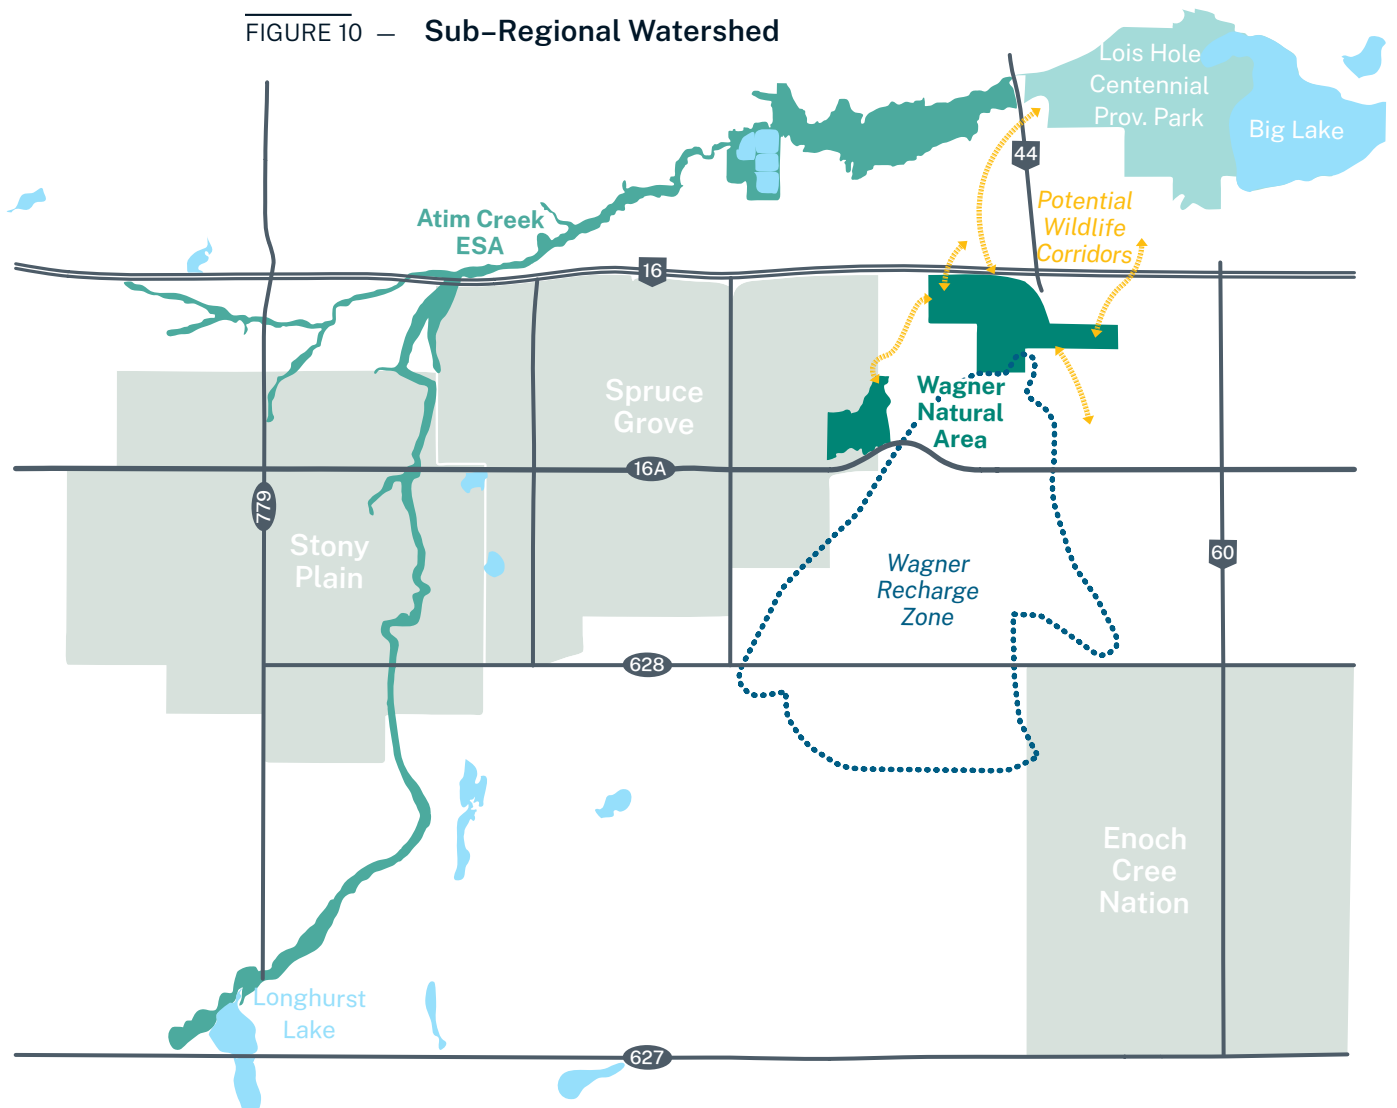 FIGURE 10 — Sub–Regional Watershed
Lois Hole
Centennial
Prov. Park
Big Lake
44
Potential
Wildlife
Corridors
Atim Creek
ESA
16
Spruce
Grove
Wagner
Natural
Area
16A
779
Stony
Plain
Wagner
Recharge
Zone
60
628
Enoch
Cree
Nation
Longhurst
Lake
627